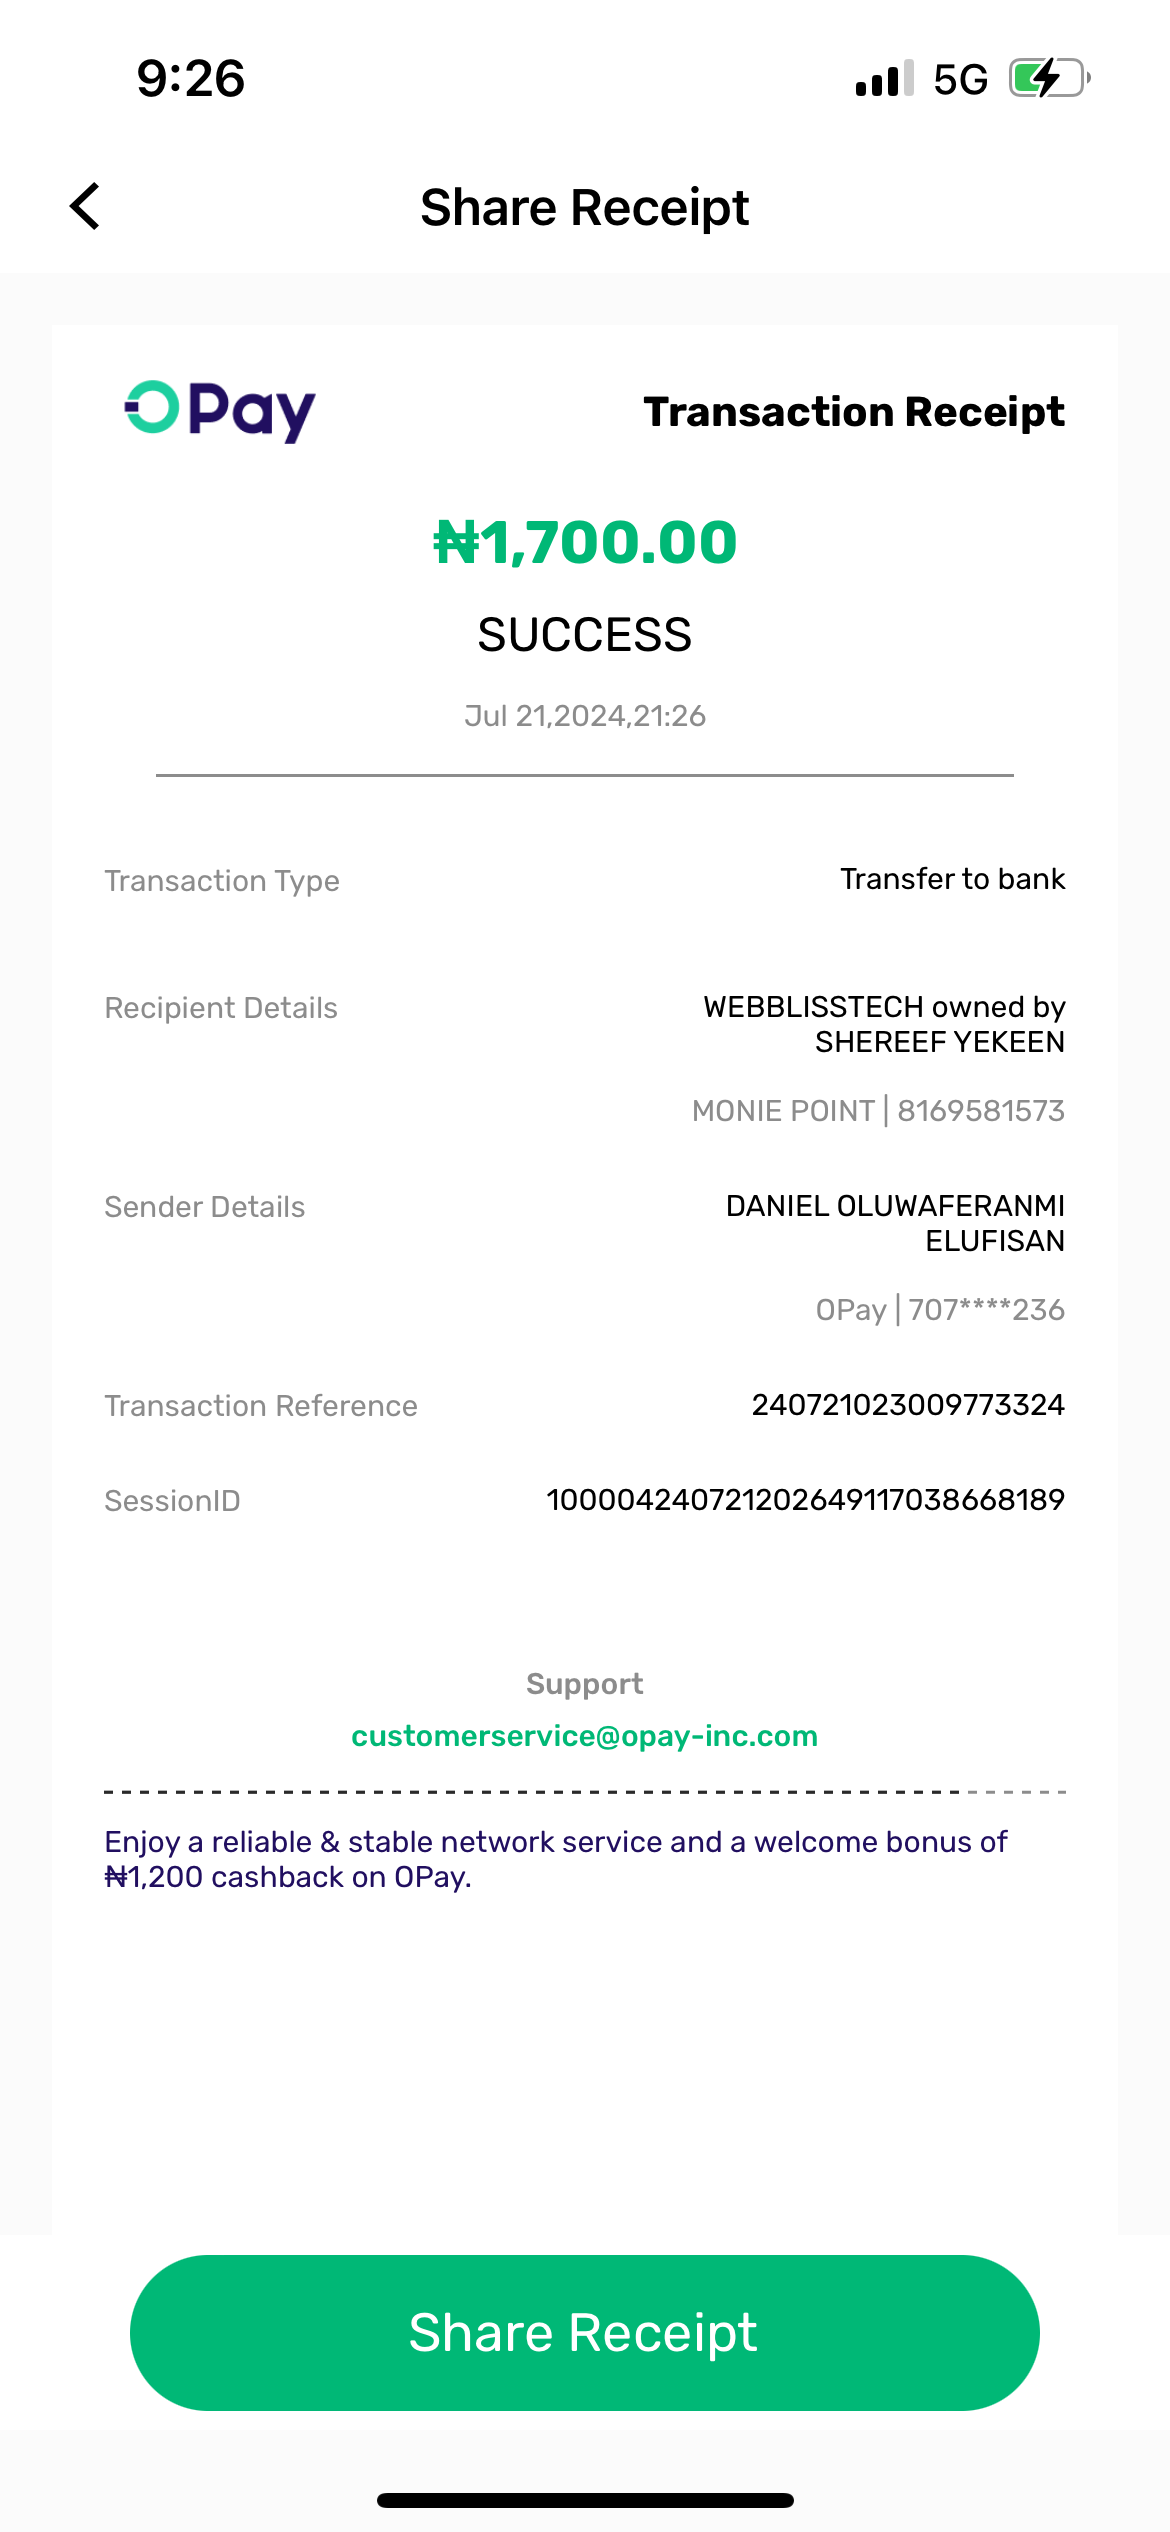 9:26
5G
Share Receipt
OPay
Transaction Receipt
₦1,700.00
SUCCESS
Jul 21,2024,21:26
Transaction Type
Transfer to bank
Recipient Details
WEBBLISSTECH owned by
SHEREEF YEKEEN
MONIE POINT | 8169581573
Sender Details
DANIEL OLUWAFERANMI
ELUFISAN
OPay | 707****236
Transaction Reference
240721023009773324
SessionID
100004240721202649117038668189
Support
customerservice@opay-inc.com
Enjoy a reliable & stable network service and a welcome bonus of
₦1,200 cashback on OPay.
Share Receipt